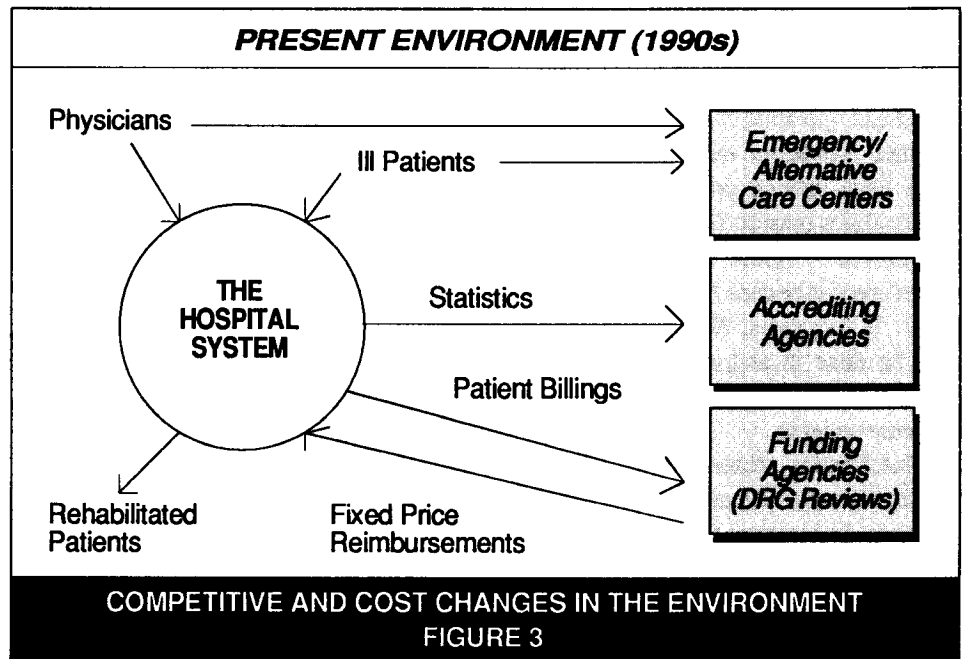 PRESENT ENVIRONMENT (1990s)
Physicians
Ill Patients
Emergency/
Alternative
Care Centers
THE
HOSPITAL
SYSTEM
Statistics
Accrediting
Agencies
Patient Billings
Funding
Agencies
(DRG Reviews)
Rehabilitated
Patients
Fixed Price
Reimbursements
COMPETITIVE AND COST CHANGES IN THE ENVIRONMENT
FIGURE 3